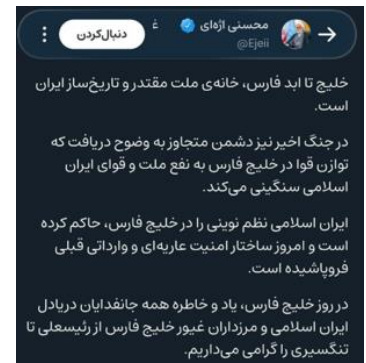 محسنی اژه‌ای
@Ejeii
دنبال‌کردن
خلیج تا ابد فارس، خانه‌ی ملت مقتدر و تاریخ‌ساز ایران
است.
در جنگ اخیر نیز دشمن متجاوز به وضوح دریافت که
توازن قوا در خلیج فارس به نفع ملت و قوای ایران
اسلامی سنگینی می‌کند.
ایران اسلامی نظم نوینی را در خلیج فارس، حاکم کرده
است و امروز ساختار امنیت عاریه‌ای و وارداتی قبلی
فروپاشیده است.
در روز خلیج فارس، یاد و خاطره همه جانفدایان دریادل
ایران اسلامی و مرزداران غیور خلیج فارس از رئیسعلی تا
تنگسیری را گرامی می‌داریم.